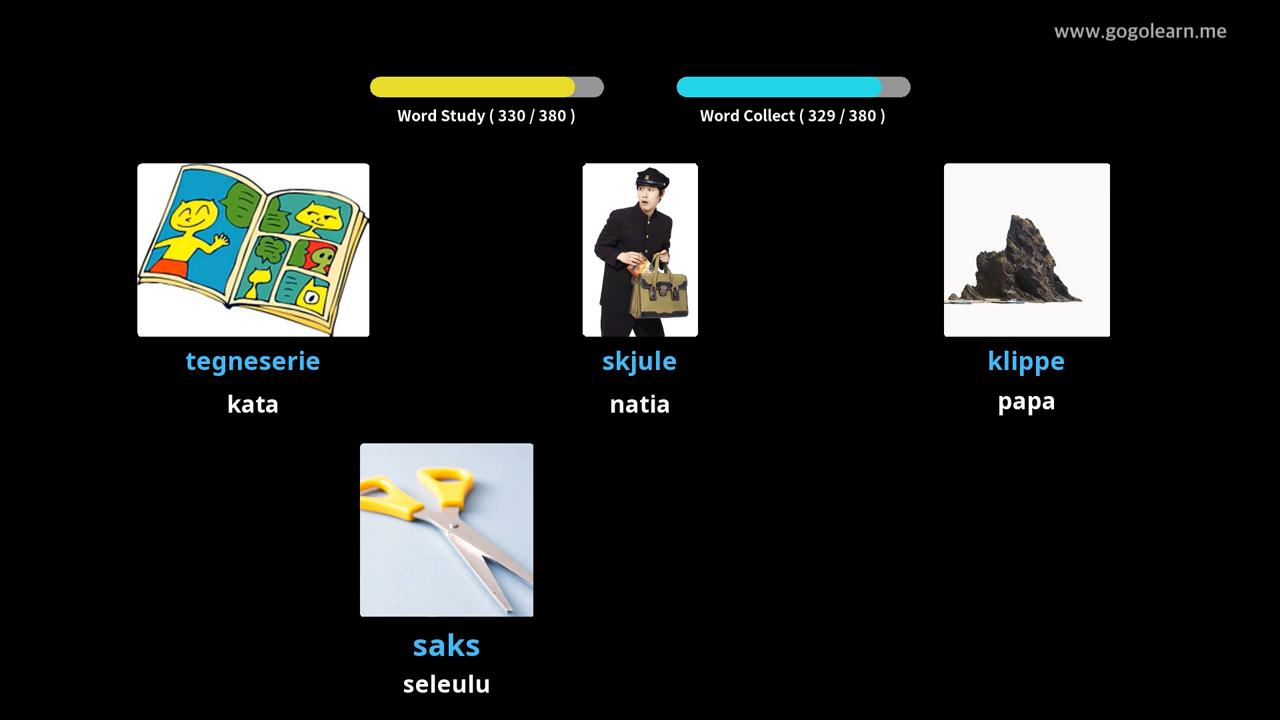 www.gogolearn.me
Word Study ( 330 / 380 )
Word Collect ( 329 / 380 )
tegneserie
kata
skjule
natia
klippe
papa
saks
seleulu